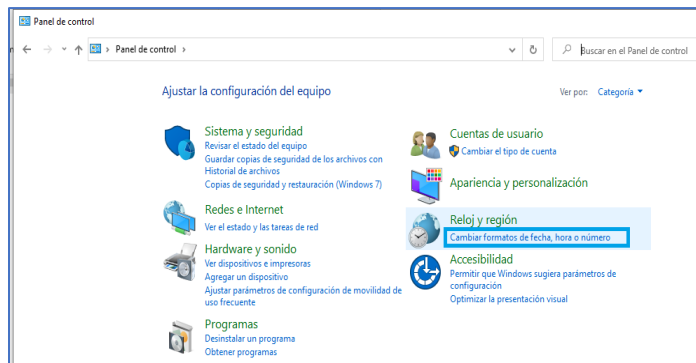 Panel de control
Panel de control
Buscar en el Panel de control
Ajustar la configuración del equipo
Ver por: Categoría
Sistema y seguridad
Revisar el estado del equipo
Guardar copias de seguridad de los archivos con
Historial de archivos
Copias de seguridad y restauración (Windows 7)
Redes e Internet
Ver el estado y las tareas de red
Hardware y sonido
Ver dispositivos e impresoras
Agregar un dispositivo
Ajustar parámetros de configuración de movilidad de
uso frecuente
Programas
Desinstalar un programa
Obtener programas
Cuentas de usuario
Cambiar el tipo de cuenta
Apariencia y personalización
Reloj y región
Cambiar formatos de fecha, hora o número
Accesibilidad
Permitir que Windows sugiera parámetros de
configuración
Optimizar la presentación visual